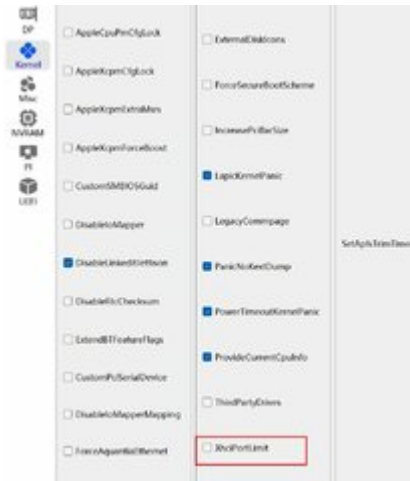 DP
Kernel
Misc
NVRAM
PI
UEFI
AppleCpuPmCfgLock
AppleXcpmCfgLock
AppleXcpmExtraMsrs
AppleXcpmForceBoost
CustomSMBIOSGuid
DisableIoMapper
DisableLinkeditJettison
DisableRtcChecksum
ExtendBTFeatureFlags
CustomPciSerialDevice
DisableIoMapperMapping
ForceAquantiaEthernet
ExternalDiskIcons
ForceSecureBootScheme
IncreasePciBarSize
LapicKernelPanic
LegacyCommpage
PanicNoKextDump
PowerTimeoutKernelPanic
ProvideCurrentCpuInfo
ThirdPartyDrives
XhciPortLimit
SetApfsTrimTimeo